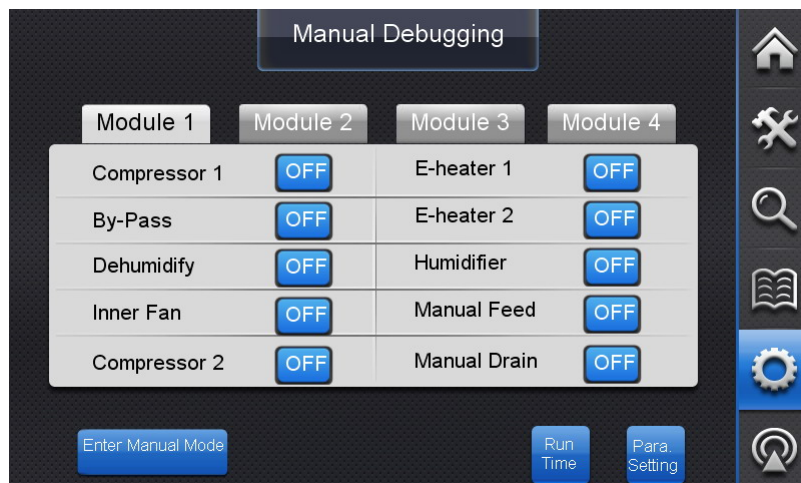 Manual Debugging
Module 1
Module 2
Module 3
Module 4
Compressor 1 OFF
E-heater 1 OFF
By-Pass OFF
E-heater 2 OFF
Dehumidify OFF
Humidifier OFF
Inner Fan OFF
Manual Feed OFF
Compressor 2 OFF
Manual Drain OFF
Enter Manual Mode
Run
Time
Para.
Setting